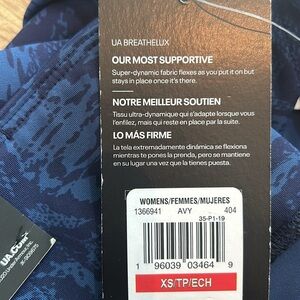 UA BREATHELUX
OUR MOST SUPPORTIVE
Super-dynamic fabric flexes as you put it on but
stays in place once it's there.
NOTRE MEILLEUR SOUTIEN
Tissu ultra-dynamique qui s'adapte lorsque vous
l'enfilez, mais qui reste en place par la suite.
LO MÁS FIRME
La tela extremadamente dinámica se flexiona
mientras te pones la prenda, pero se mantiene
en su lugar una vez que la tienes puesta.
WOMENS/FEMMES/MUJERES
1366941 AVY 404
35-P1-19
1 96039 03464 9
XS/TP/ECH
UA.COM